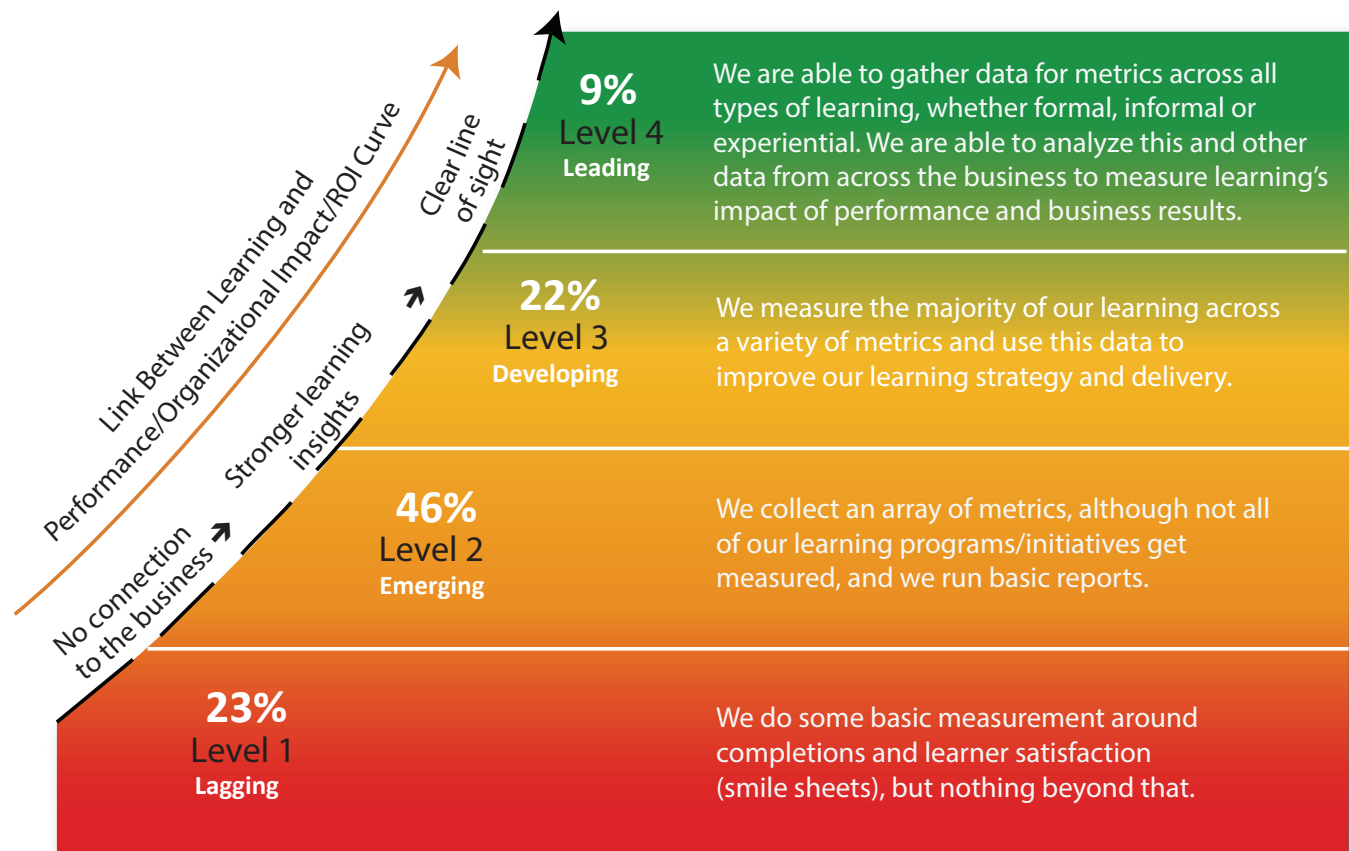 Link Between Learning and
Performance/Organizational Impact/ROI Curve
No connection
to the business
Stronger learning
insights
Clear line
of sight
9%
Level 4
Leading
We are able to gather data for metrics across all
types of learning, whether formal, informal or
experiential. We are able to analyze this and other
data from across the business to measure learning’s
impact of performance and business results.
22%
Level 3
Developing
We measure the majority of our learning across
a variety of metrics and use this data to
improve our learning strategy and delivery.
46%
Level 2
Emerging
We collect an array of metrics, although not all
of our learning programs/initiatives get
measured, and we run basic reports.
23%
Level 1
Lagging
We do some basic measurement around
completions and learner satisfaction
(smile sheets), but nothing beyond that.